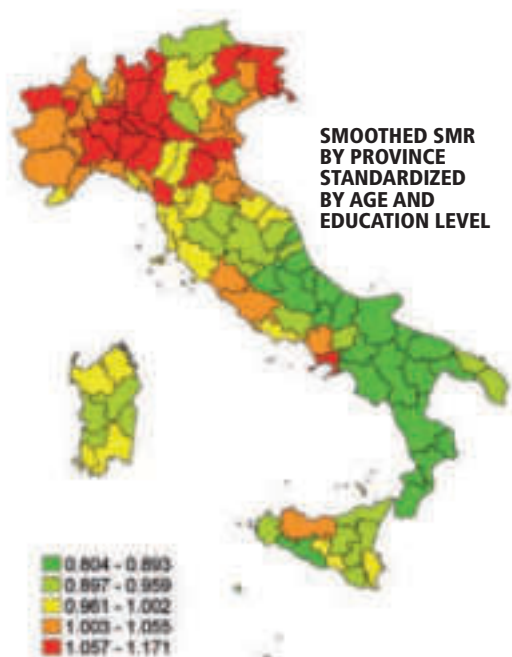 SMOOTHED SMR
BY PROVINCE
STANDARDIZED
BY AGE AND
EDUCATION LEVEL
0.804 - 0.893
0.897 - 0.959
0.961 - 1.002
1.003 - 1.055
1.057 - 1.171